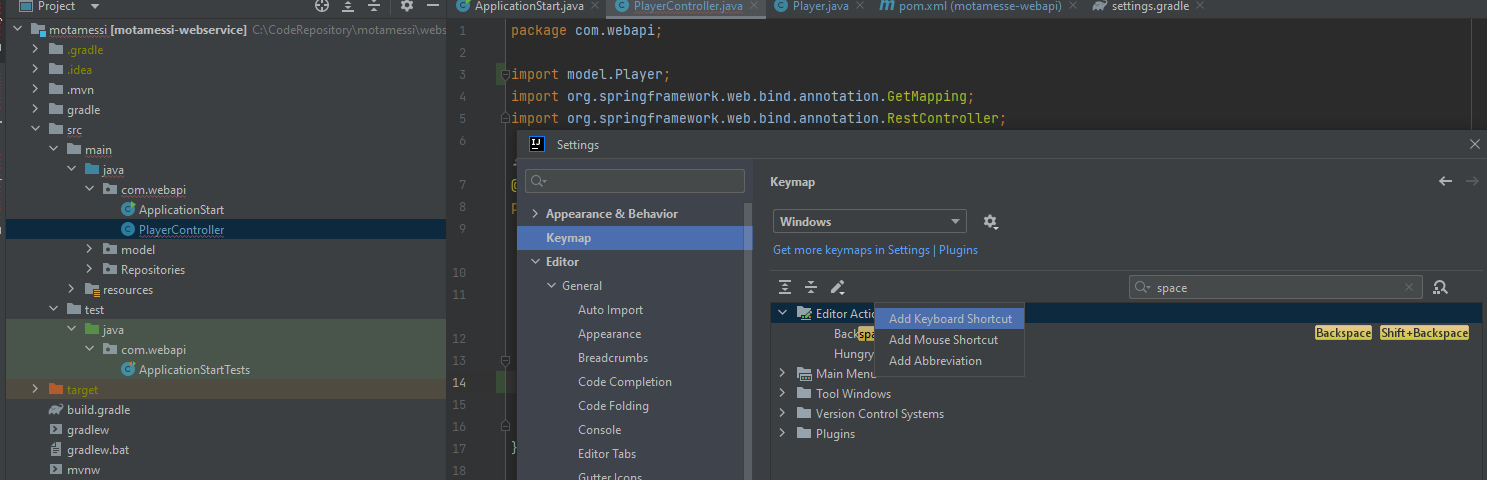 Project
motamessi [motamessi-webservice] C:\CodeRepository\motamessi\webs
.gradle
.idea
.mvn
gradle
src
main
java
com.webapi
ApplicationStart
PlayerController
model
Repositories
resources
test
java
com.webapi
ApplicationStartTests
target
build.gradle
gradlew
gradlew.bat
mvnw
ApplicationStart.java PlayerController.java Player.java pom.xml (motamesse-webapi) settings.gradle
1 package com.webapi;
2
3 import model.Player;
4 import org.springframework.web.bind.annotation.GetMapping;
5 import org.springframework.web.bind.annotation.RestController;
6
7 @
8
9
10
11
12
13
14
15
16
17 }
18
Settings
Appearance & Behavior
Keymap
Editor
General
Auto Import
Appearance
Breadcrumbs
Code Completion
Code Folding
Console
Editor Tabs
Gutter Icons
Keymap
Windows
Get more keymaps in Settings | Plugins
space
Editor Actio
Backspa Backspace Shift+Backspace
Hungry
Main Menu
Tool Windows
Version Control Systems
Plugins
Add Keyboard Shortcut
Add Mouse Shortcut
Add Abbreviation